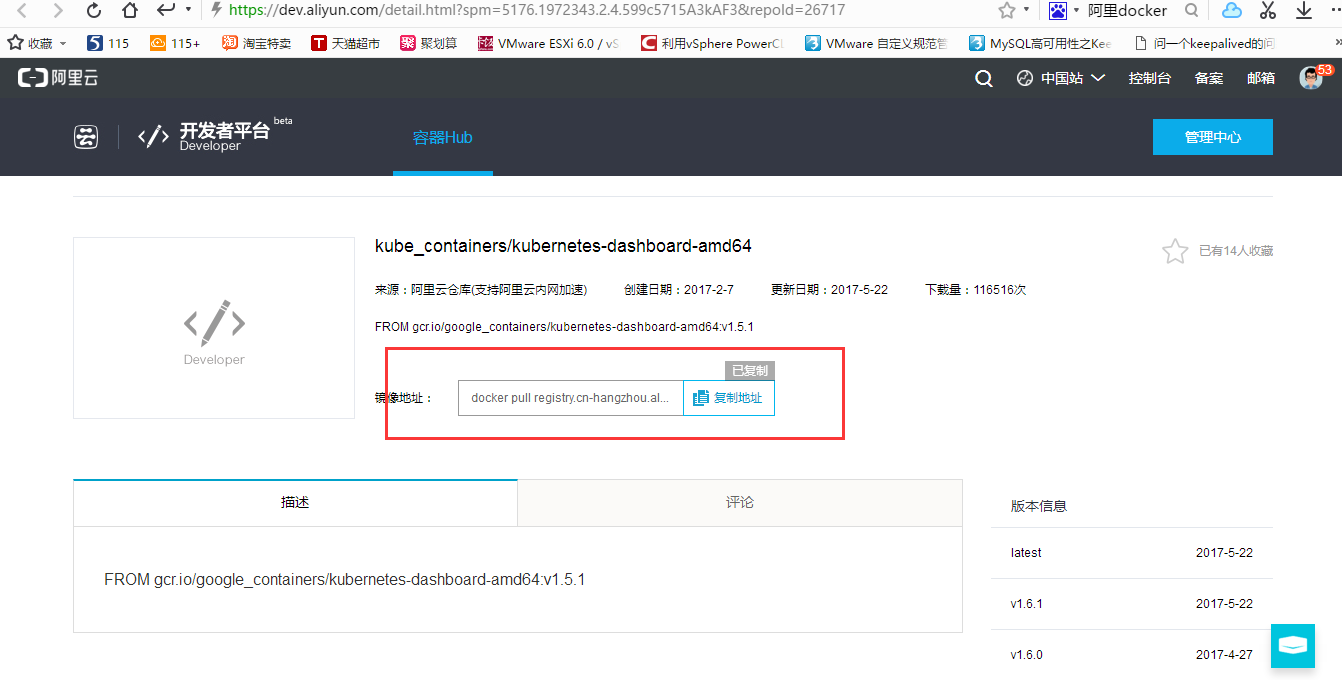 https://dev.aliyun.com/detail.html?spm=5176.1972343.2.4.599c5715A3kAF3&repoId=26717 阿里docker
收藏 115 115+ 淘宝特卖 天猫超市 聚划算 VMware ESXi 6.0 / vS 利用vSphere PowerCL VMware 自定义规范管 MySQL高可用性之Kee 问一个keepalived的问
阿里云 中国站 控制台 备案 邮箱 53
开发者平台 beta
Developer
容器Hub
管理中心
kube_containers/kubernetes-dashboard-amd64
已有14人收藏
来源：阿里云仓库(支持阿里云内网加速) 创建日期：2017-2-7 更新日期：2017-5-22 下载量：116516次
FROM gcr.io/google_containers/kubernetes-dashboard-amd64:v1.5.1
Developer
已复制
镜像地址： docker pull registry.cn-hangzhou.al... 复制地址
描述 评论
FROM gcr.io/google_containers/kubernetes-dashboard-amd64:v1.5.1
版本信息
latest 2017-5-22
v1.6.1 2017-5-22
v1.6.0 2017-4-27